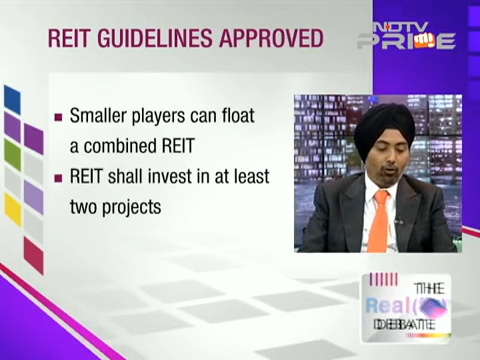 REIT GUIDELINES APPROVED
NDTV
PRIME
Smaller players can float
a combined REIT
REIT shall invest in at least
two projects
THE
Real
DEBATE